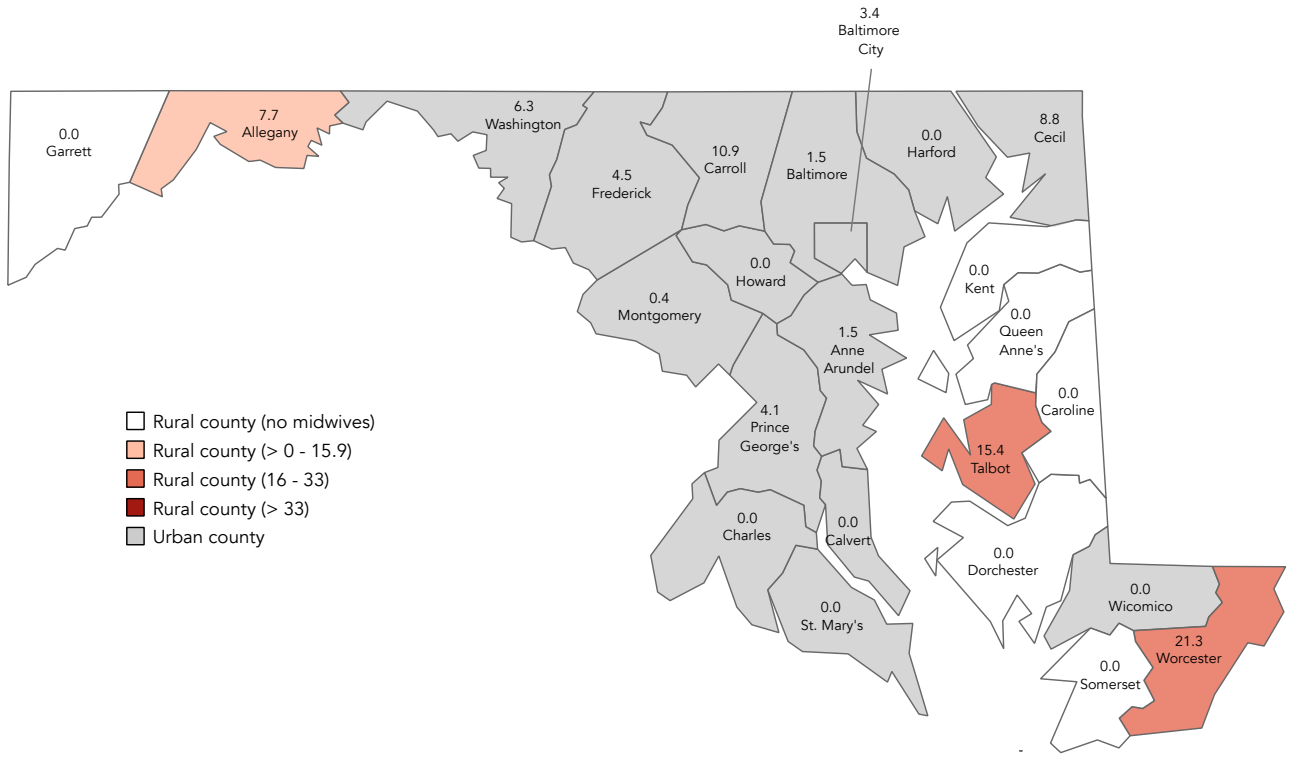 3.4
Baltimore
City
0.0
Garrett
7.7
Allegany
6.3
Washington
4.5
Frederick
10.9
Carroll
1.5
Baltimore
0.0
Harford
8.8
Cecil
0.4
Montgomery
0.0
Howard
1.5
Anne
Arundel
0.0
Kent
0.0
Queen
Anne's
0.0
Caroline
4.1
Prince
George's
15.4
Talbot
0.0
Charles
0.0
Calvert
0.0
St. Mary's
0.0
Dorchester
0.0
Wicomico
0.0
Somerset
21.3
Worcester
Rural county (no midwives)
Rural county (> 0 - 15.9)
Rural county (16 - 33)
Rural county (> 33)
Urban county
-